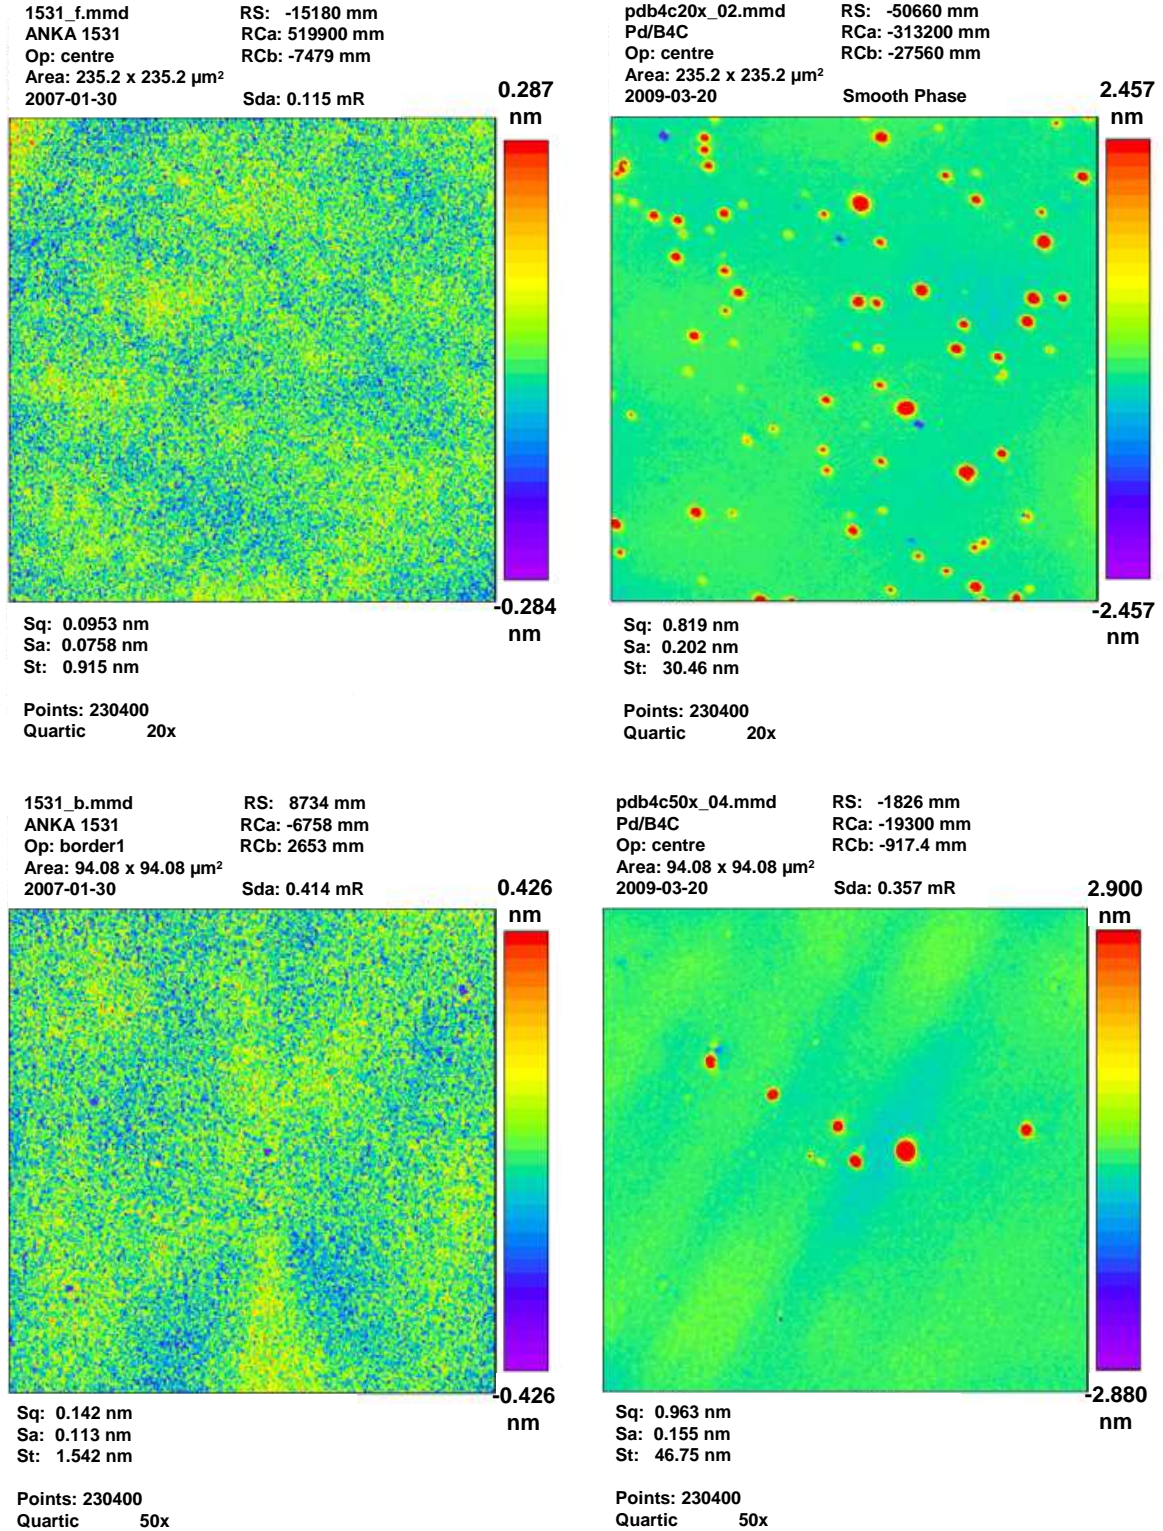 1531_f.mmd RS: -15180 mm
ANKA 1531 RCa: 519900 mm
Op: centre RCb: -7479 mm
Area: 235.2 x 235.2 µm²
2007-01-30 Sda: 0.115 mR
0.287
nm
-0.284
nm
Sq: 0.0953 nm
Sa: 0.0758 nm
St: 0.915 nm
Points: 230400
Quartic 20x
pdb4c20x_02.mmd RS: -50660 mm
Pd/B4C RCa: -313200 mm
Op: centre RCb: -27560 mm
Area: 235.2 x 235.2 µm²
2009-03-20 Smooth Phase
2.457
nm
-2.457
nm
Sq: 0.819 nm
Sa: 0.202 nm
St: 30.46 nm
Points: 230400
Quartic 20x
1531_b.mmd RS: 8734 mm
ANKA 1531 RCa: -6758 mm
Op: border1 RCb: 2653 mm
Area: 94.08 x 94.08 µm²
2007-01-30 Sda: 0.414 mR
0.426
nm
-0.426
nm
Sq: 0.142 nm
Sa: 0.113 nm
St: 1.542 nm
Points: 230400
Quartic 50x
pdb4c50x_04.mmd RS: -1826 mm
Pd/B4C RCa: -19300 mm
Op: centre RCb: -917.4 mm
Area: 94.08 x 94.08 µm²
2009-03-20 Sda: 0.357 mR
2.900
nm
-2.880
nm
Sq: 0.963 nm
Sa: 0.155 nm
St: 46.75 nm
Points: 230400
Quartic 50x